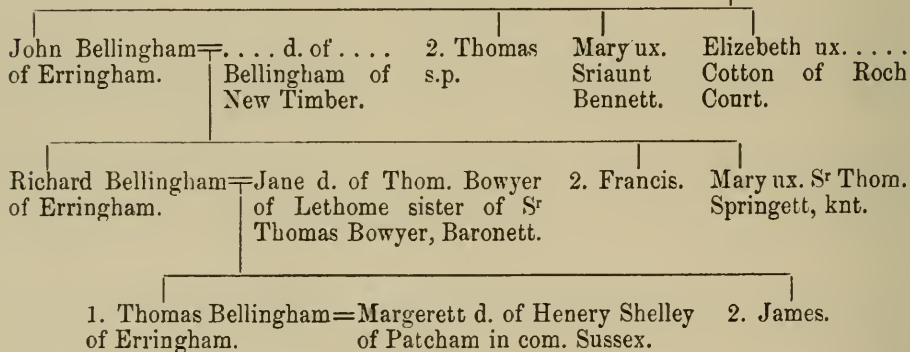 John Bellingham=. . . . d. of . . . . 2. Thomas Mary ux. Elizebeth ux. . . . .
of Erringham. Bellingham of s.p. Sriaunt Cotton of Roch
New Timber. Bennett. Court.
Richard Bellingham=Jane d. of Thom. Bowyer 2. Francis. Mary ux. Sʳ Thom.
of Erringham. of Lethome sister of Sʳ Springett, knt.
Thomas Bowyer, Baronett.
1. Thomas Bellingham=Margerett d. of Henery Shelley 2. James.
of Erringham. of Patcham in com. Sussex.